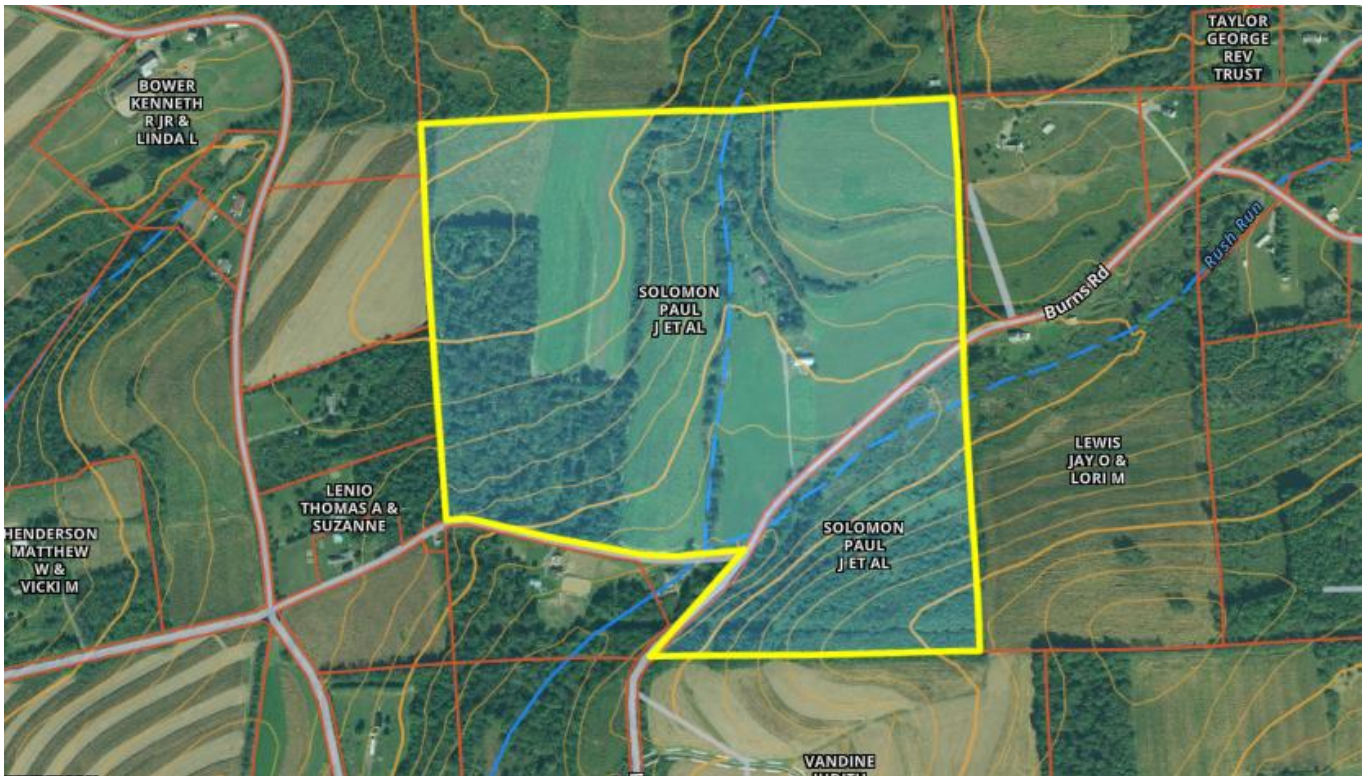 TAYLOR
GEORGE
REV
TRUST
BOWER
KENNETH
R JR &
LINDA L
Rush Run
SOLOMON
PAUL
J ET AL
Burns Rd
LEWIS
JAY O &
LORI M
LENIO
THOMAS A &
SUZANNE
SOLOMON
PAUL
J ET AL
HENDERSON
MATTHEW
W &
VICKI M
VANDINE